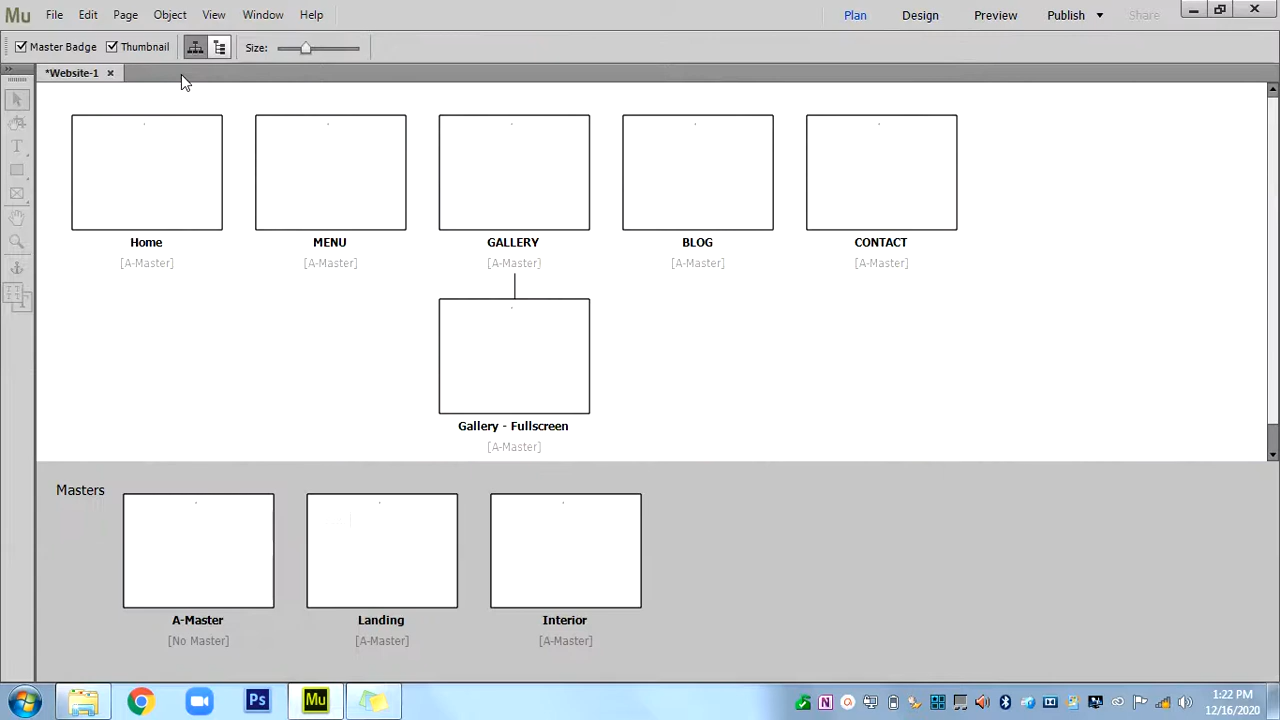 Mu File Edit Page Object View Window Help Plan Design Preview Publish Share
Master Badge Thumbnail Size:
*Website-1
Home MENU GALLERY BLOG CONTACT
[A-Master] [A-Master] [A-Master] [A-Master] [A-Master]
Gallery - Fullscreen
[A-Master]
Masters
A-Master Landing Interior
[No Master] [A-Master] [A-Master]
Ps Mu N 1:22 PM
12/16/2020